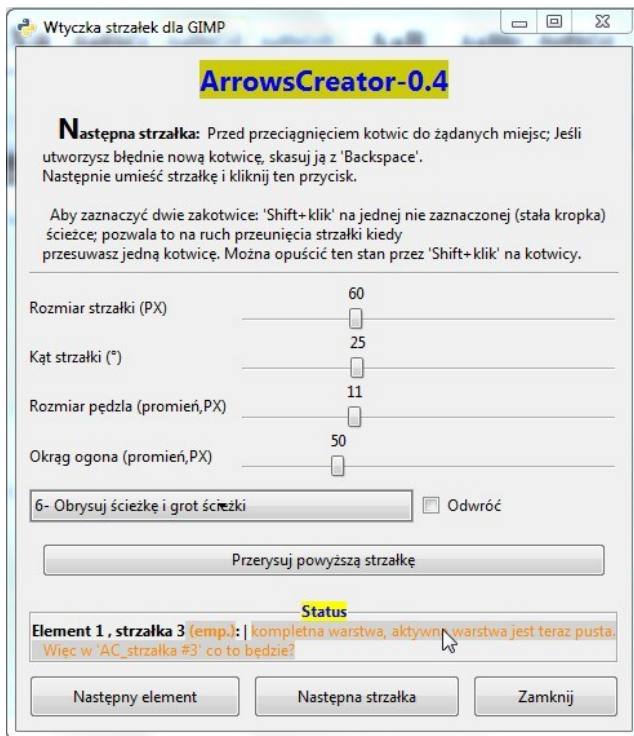 Wtyczka strzałek dla GIMP
ArrowsCreator-0.4
Następna strzałka: Przed przeciągnięciem kotwic do żądanych miejsc; Jeśli
utworzysz błędnie nową kotwicę, skasuj ją z 'Backspace'.
Następnie umieść strzałkę i kliknij ten przycisk.
Aby zaznaczyć dwie zakotwice: 'Shift+klik' na jednej nie zaznaczonej (stała kropka)
ścieżce; pozwala to na ruch przeunięcia strzałki kiedy
przesuwasz jedną kotwicę. Można opuścić ten stan przez 'Shift+klik' na kotwicy.
60
Rozmiar strzałki (PX)
25
Kąt strzałki (°)
11
Rozmiar pędzla (promień,PX)
50
Okrąg ogona (promień,PX)
6- Obrysuj ścieżkę i grot ścieżki Odwróć
Przerysuj powyższą strzałkę
Status
Element 1 , strzałka 3 (emp.): | kompletna warstwa, aktywna warstwa jest teraz pusta.
Więc w 'AC_strzałka #3' co to będzie?
Następny element Następna strzałka Zamknij